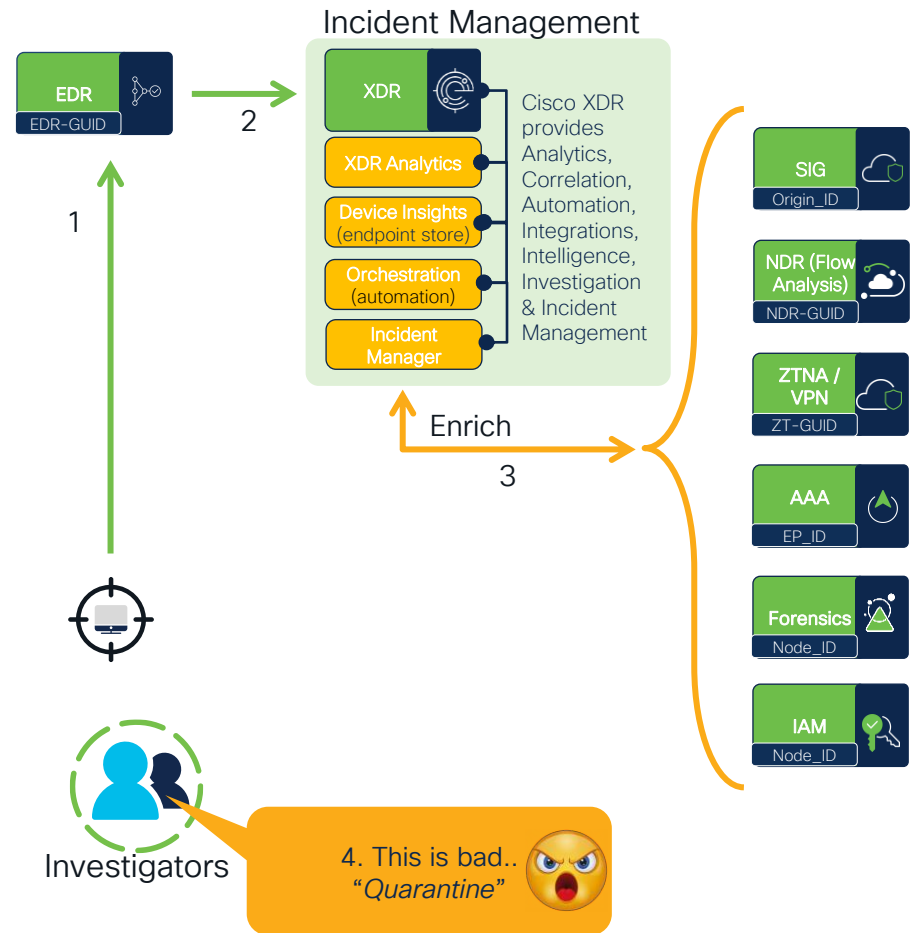 Incident Management
EDR
EDR-GUID
2
1
XDR
XDR Analytics
Device Insights
(endpoint store)
Orchestration
(automation)
Incident
Manager
Cisco XDR
provides
Analytics,
Correlation,
Automation,
Integrations,
Intelligence,
Investigation
& Incident
Management
Enrich
3
SIG
Origin_ID
NDR (Flow
Analysis)
NDR-GUID
ZTNA /
VPN
ZT-GUID
AAA
EP_ID
Forensics
Node_ID
IAM
Node_ID
Investigators
4. This is bad..
“Quarantine”